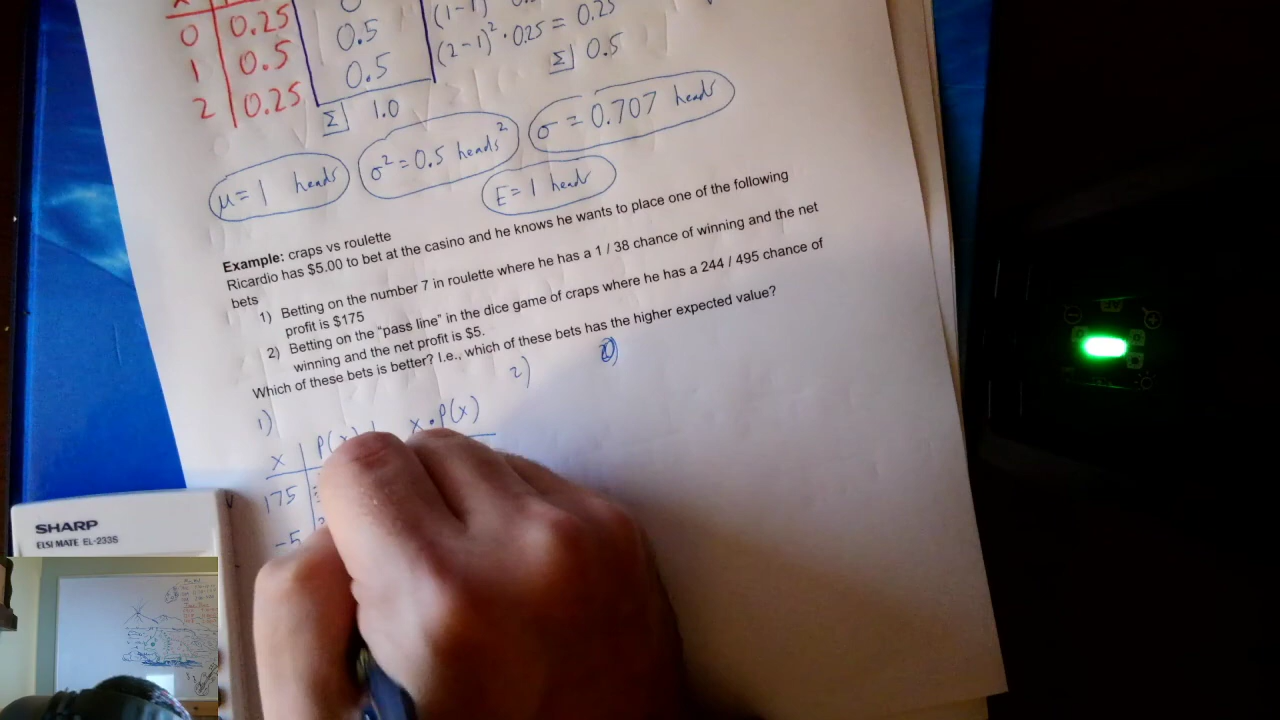 0 0.25 0
1 0.5 0.5
2 0.25 0.5
(2-1)² · 0.25 = 0.25
Σ 1.0
Σ 0.5
μ = 1 heads
σ² = 0.5 heads²
σ = 0.707 heads
E = 1 heads
Example: craps vs roulette
Ricardio has $5.00 to bet at the casino and he knows he wants to place one of the following
bets
1) Betting on the number 7 in roulette where he has a 1 / 38 chance of winning and the net
profit is $175
2) Betting on the "pass line" in the dice game of craps where he has a 244 / 495 chance of
winning and the net profit is $5.
Which of these bets is better? I.e., which of these bets has the higher expected value?
1)
2)
x P(x) x·P(x)
175
-5
SHARP
ELSI MATE EL-233S